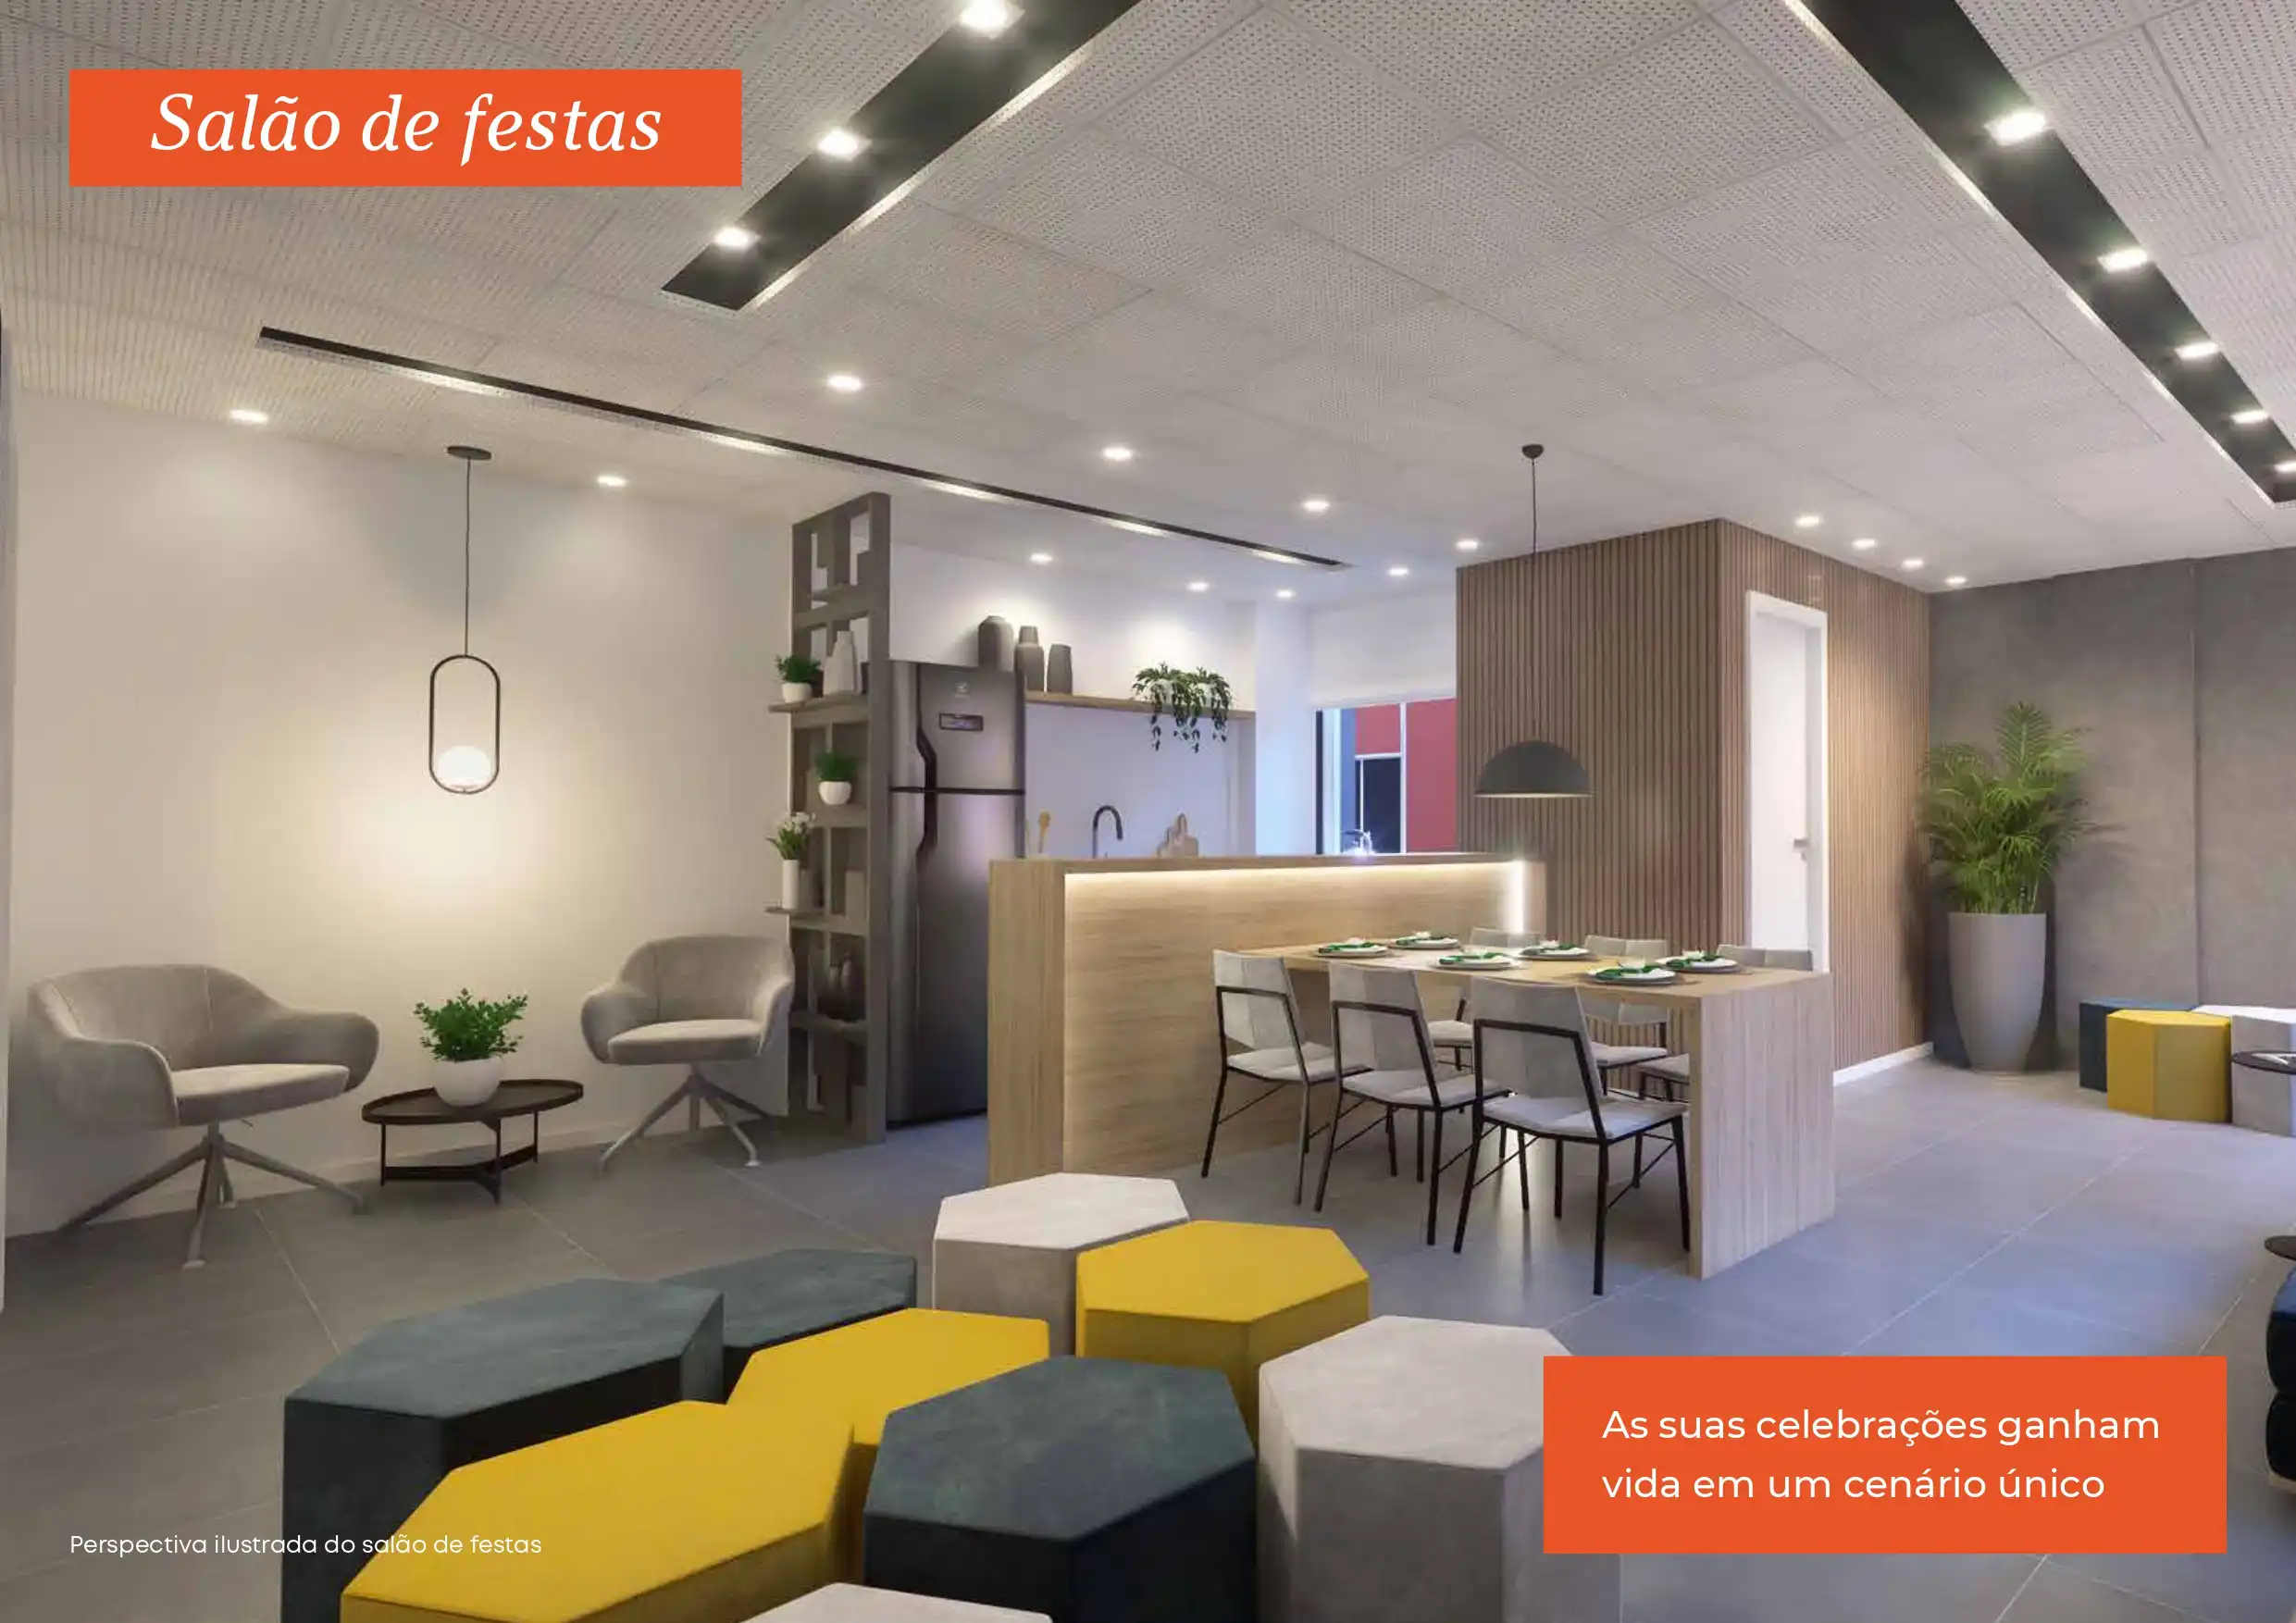 Salão de festas
As suas celebrações ganham
vida em um cenário único
Perspectiva ilustrada do salão de festas